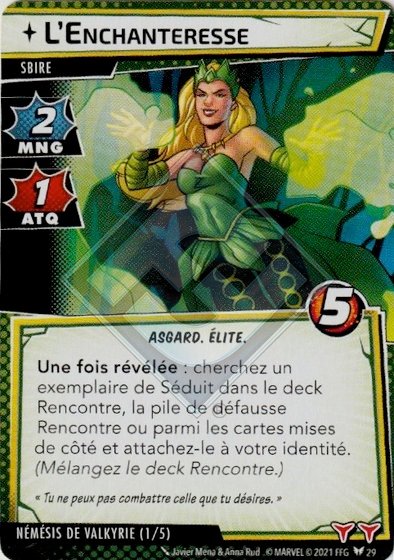 L'Enchanteresse
SBIRE
2
MNG
1
ATQ
5
ASGARD. ÉLITE.
Une fois révélée : cherchez un
exemplaire de Séduit dans le deck
Rencontre, la pile de défausse
Rencontre ou parmi les cartes mises
de côté et attachez-le à votre identité.
(Mélangez le deck Rencontre.)
« Tu ne peux pas combattre celle que tu désires. »
NÉMÉSIS DE VALKYRIE (1/5)
Javier Mena & Anna Rud . © MARVEL © 2021 FFG 29